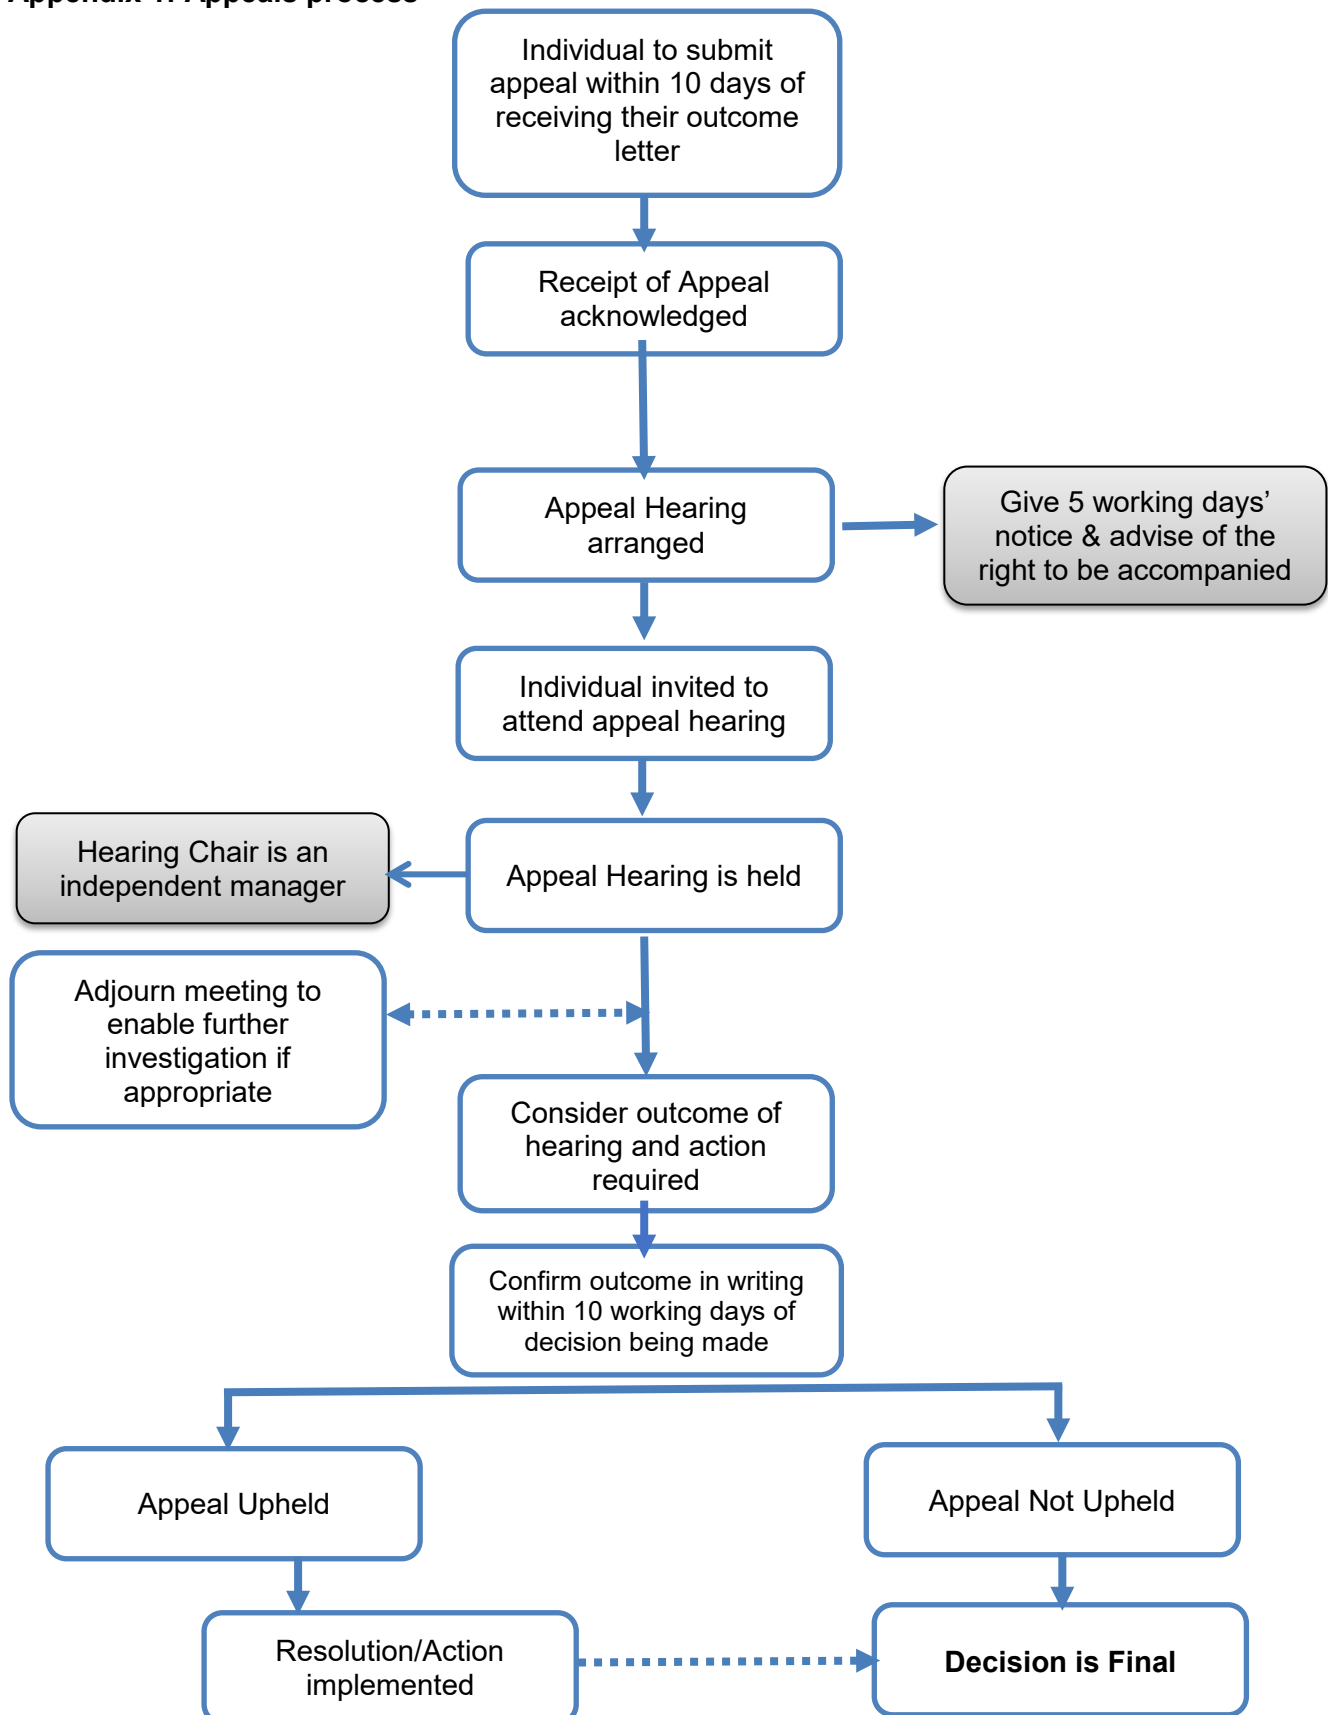 Individual to submit
appeal within 10 days of
receiving their outcome
letter
Receipt of Appeal
acknowledged
Appeal Hearing
arranged
Give 5 working days’
notice & advise of the
right to be accompanied
Individual invited to
attend appeal hearing
Hearing Chair is an
independent manager
Appeal Hearing is held
Adjourn meeting to
enable further
investigation if
appropriate
Consider outcome of
hearing and action
required
Confirm outcome in writing
within 10 working days of
decision being made
Appeal Upheld
Appeal Not Upheld
Resolution/Action
implemented
Decision is Final